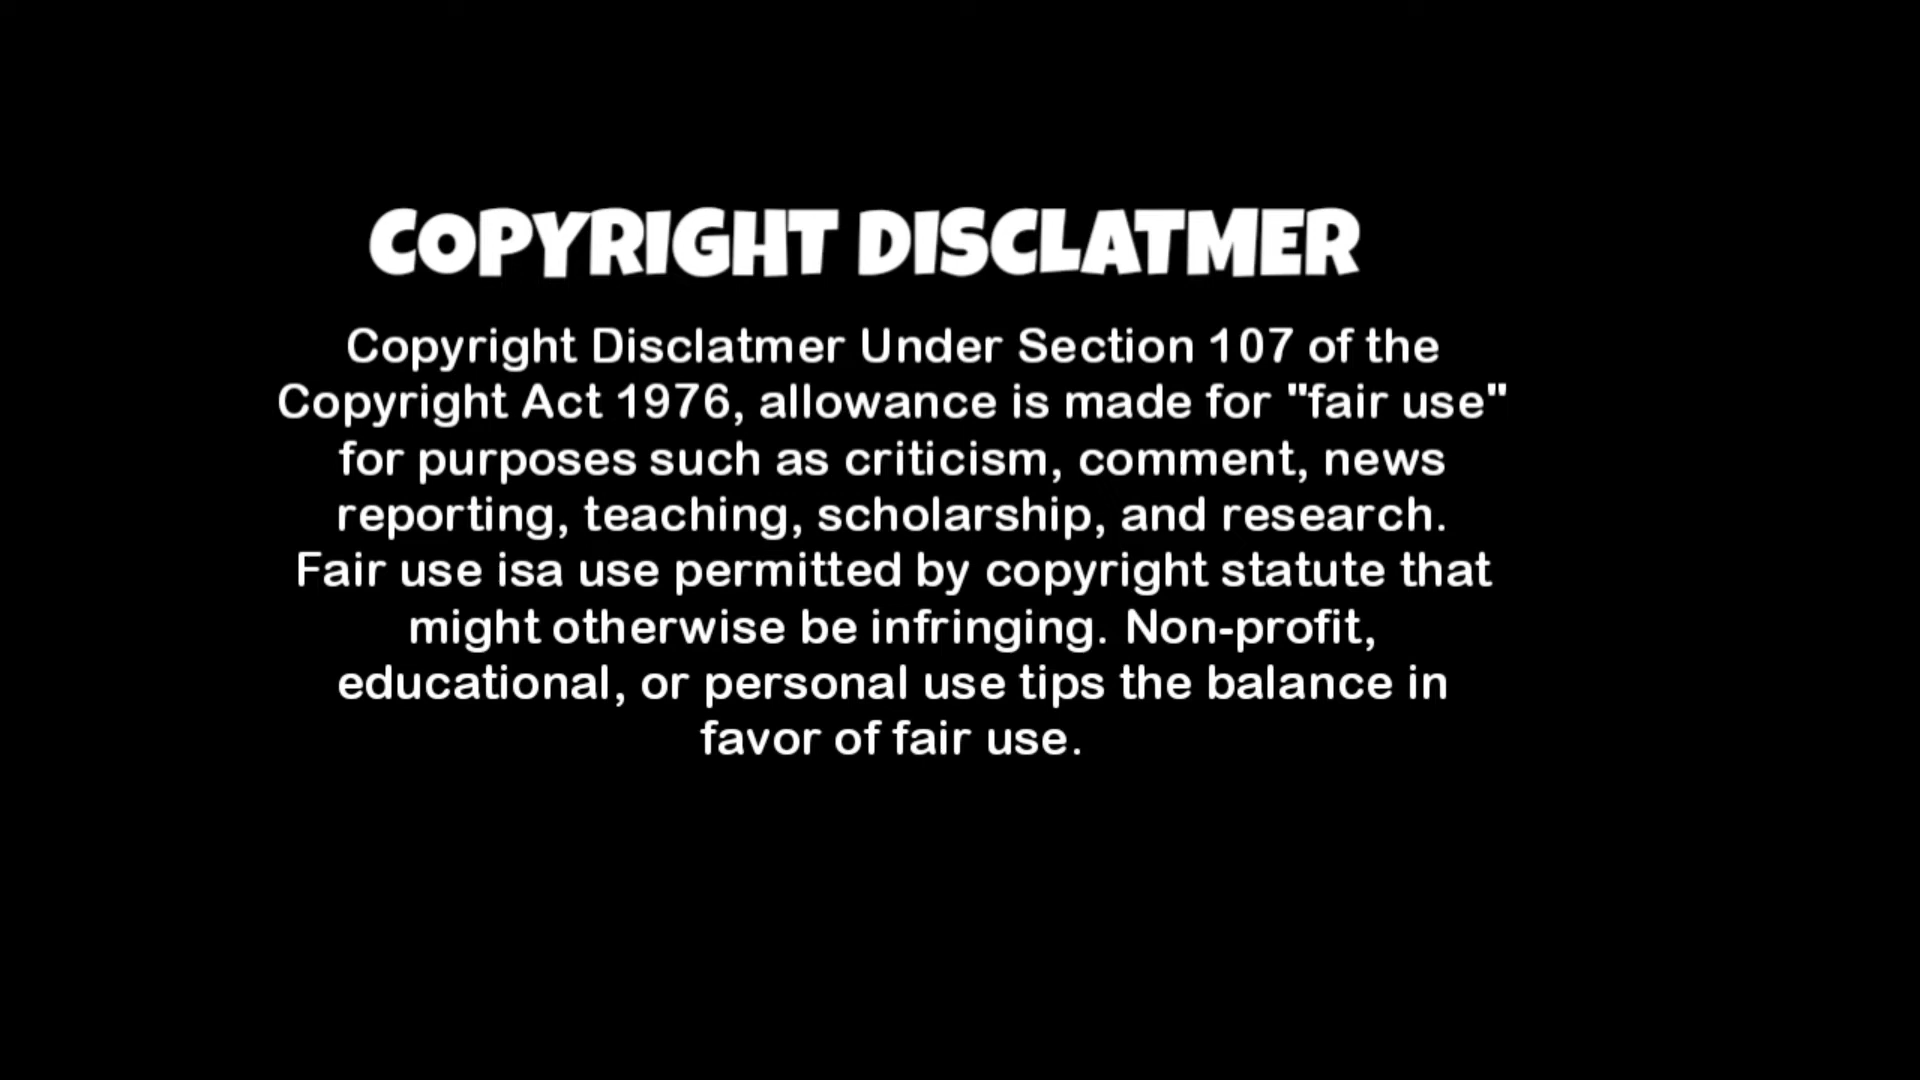 COPYRIGHT DISCLATMER
Copyright Disclatmer Under Section 107 of the
Copyright Act 1976, allowance is made for "fair use"
for purposes such as criticism, comment, news
reporting, teaching, scholarship, and research.
Fair use isa use permitted by copyright statute that
might otherwise be infringing. Non-profit,
educational, or personal use tips the balance in
favor of fair use.